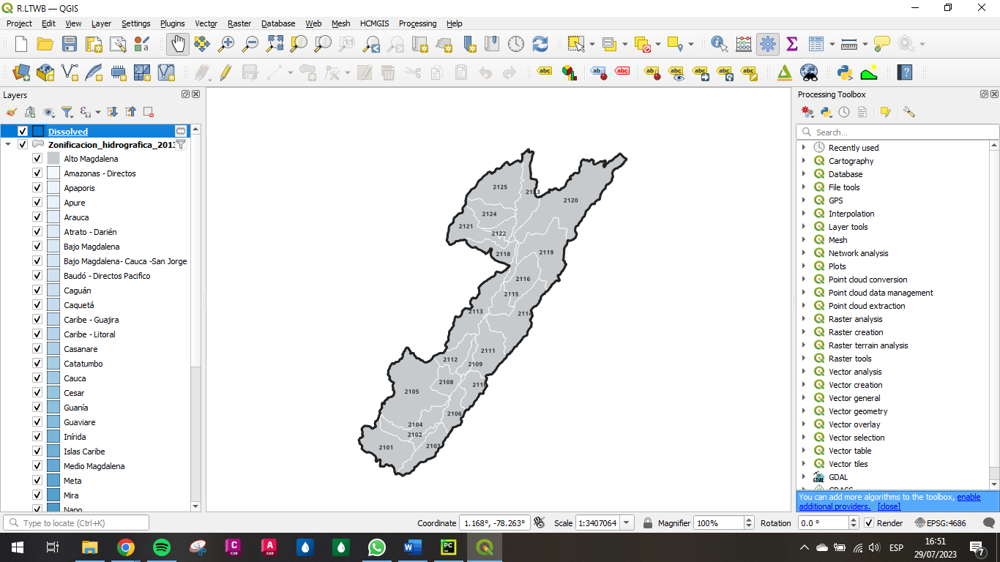 R.LTWB — QGIS
Project Edit View Layer Settings Plugins Vector Raster Database Web Mesh HCMGIS Processing Help
Layers
Dissolved
Zonificacion_hidrografica_2013
Alto Magdalena
Amazonas - Directos
Apaporis
Apure
Arauca
Atrato - Darién
Bajo Magdalena
Bajo Magdalena- Cauca -San Jorge
Baudó - Directos Pacifico
Caguán
Caquetá
Caribe - Guajira
Caribe - Litoral
Casanare
Catatumbo
Cauca
Cesar
Guanía
Guaviare
Inírida
Islas Caribe
Medio Magdalena
Meta
Mira
Napo
2125
2120
2124
2121
2122
2118
2119
2116
2115
2113
2114
2111
2112
2109
2108
2105
2106
2104
2102
2101
2103
Processing Toolbox
Search...
Recently used
Cartography
Database
File tools
GPS
Interpolation
Layer tools
Mesh
Network analysis
Plots
Point cloud conversion
Point cloud data management
Point cloud extraction
Raster analysis
Raster creation
Raster terrain analysis
Raster tools
Vector analysis
Vector creation
Vector general
Vector geometry
Vector overlay
Vector selection
Vector table
Vector tiles
GDAL
You can add more algorithms to the toolbox, enable
additional providers. [close]
Type to locate (Ctrl+K)
Coordinate 1.168°, -78.263° Scale 1:3407064 Magnifier 100% Rotation 0.0 ° Render EPSG:4686
ESP
16:51
29/07/2023
7